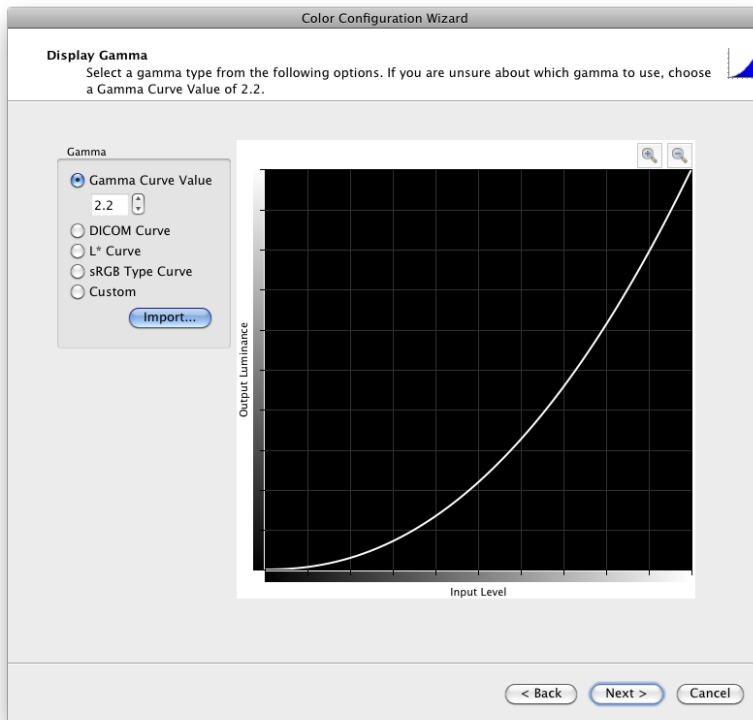 Color Configuration Wizard
Display Gamma
Select a gamma type from the following options. If you are unsure about which gamma to use, choose
a Gamma Curve Value of 2.2.
Gamma
Gamma Curve Value
2.2
DICOM Curve
L* Curve
sRGB Type Curve
Custom
Import...
Output Luminance
Input Level
< Back
Next >
Cancel